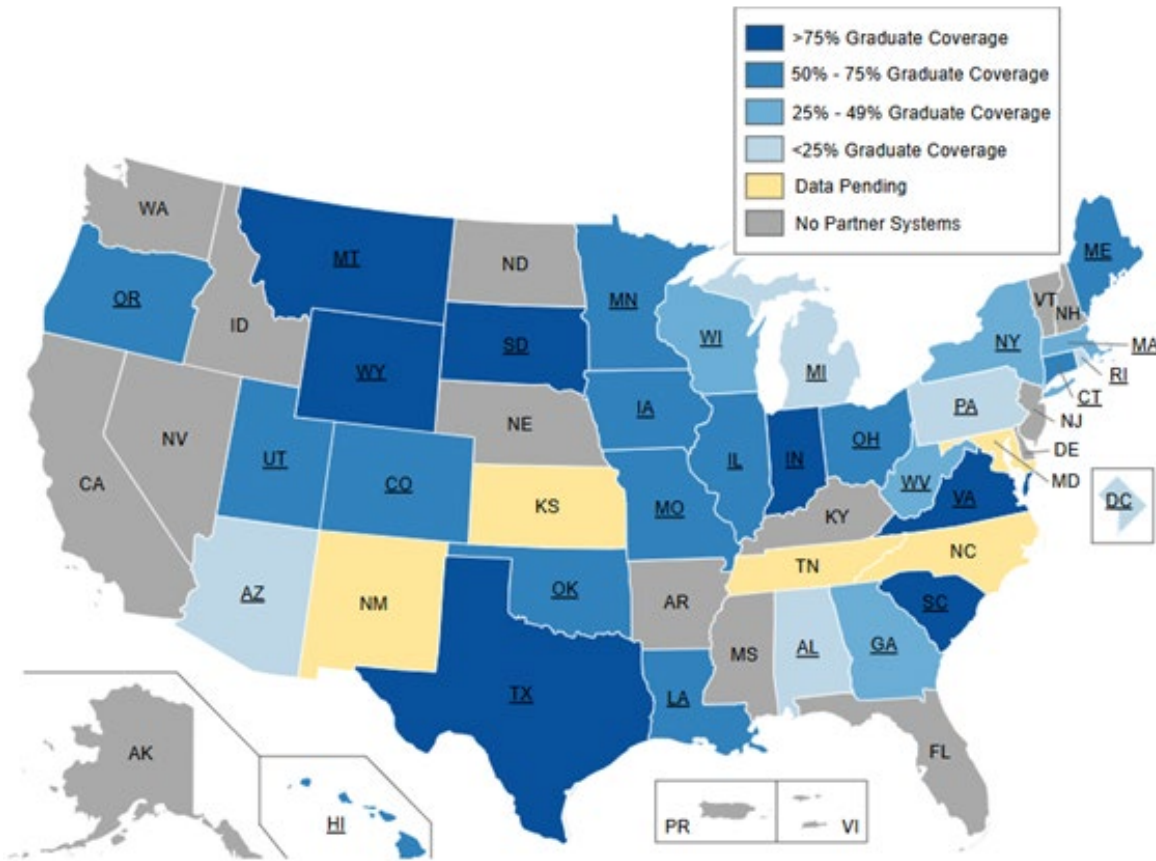 >75% Graduate Coverage
50% - 75% Graduate Coverage
25% - 49% Graduate Coverage
<25% Graduate Coverage
Data Pending
No Partner Systems
WA
MT
ND
MN
ME
OR
ID
SD
WI
MI
NY
VT
NH
MA
RI
CT
WY
NE
IA
PA
NJ
NV
UT
CO
IL
IN
OH
DE
MD
CA
KS
MO
WV
VA
DC
KY
AZ
NM
OK
AR
TN
NC
SC
MS
AL
GA
TX
LA
FL
AK
HI
PR
VI